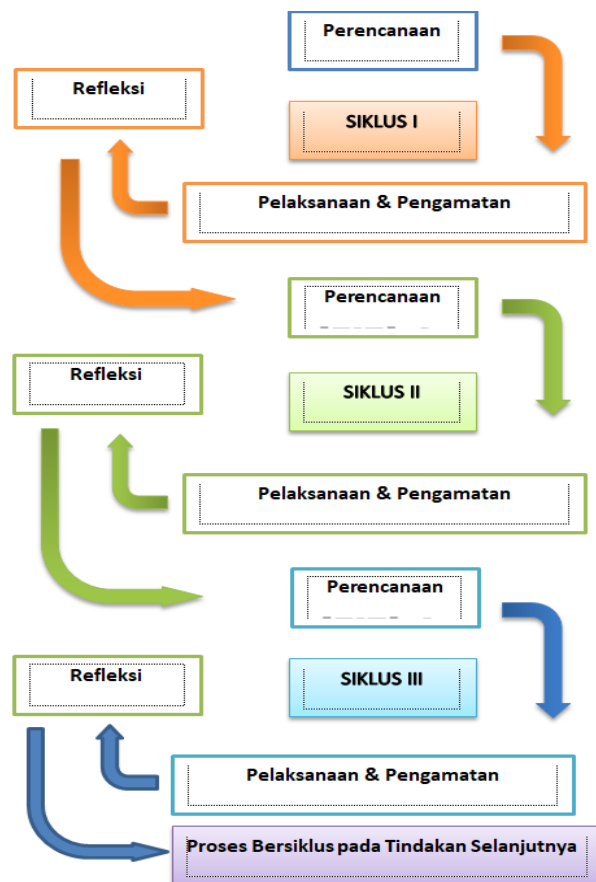 Perencanaan
Refleksi
SIKLUS I
Pelaksanaan & Pengamatan
Perencanaan
Refleksi
SIKLUS II
Pelaksanaan & Pengamatan
Perencanaan
Refleksi
SIKLUS III
Pelaksanaan & Pengamatan
Proses Bersiklus pada Tindakan Selanjutnya